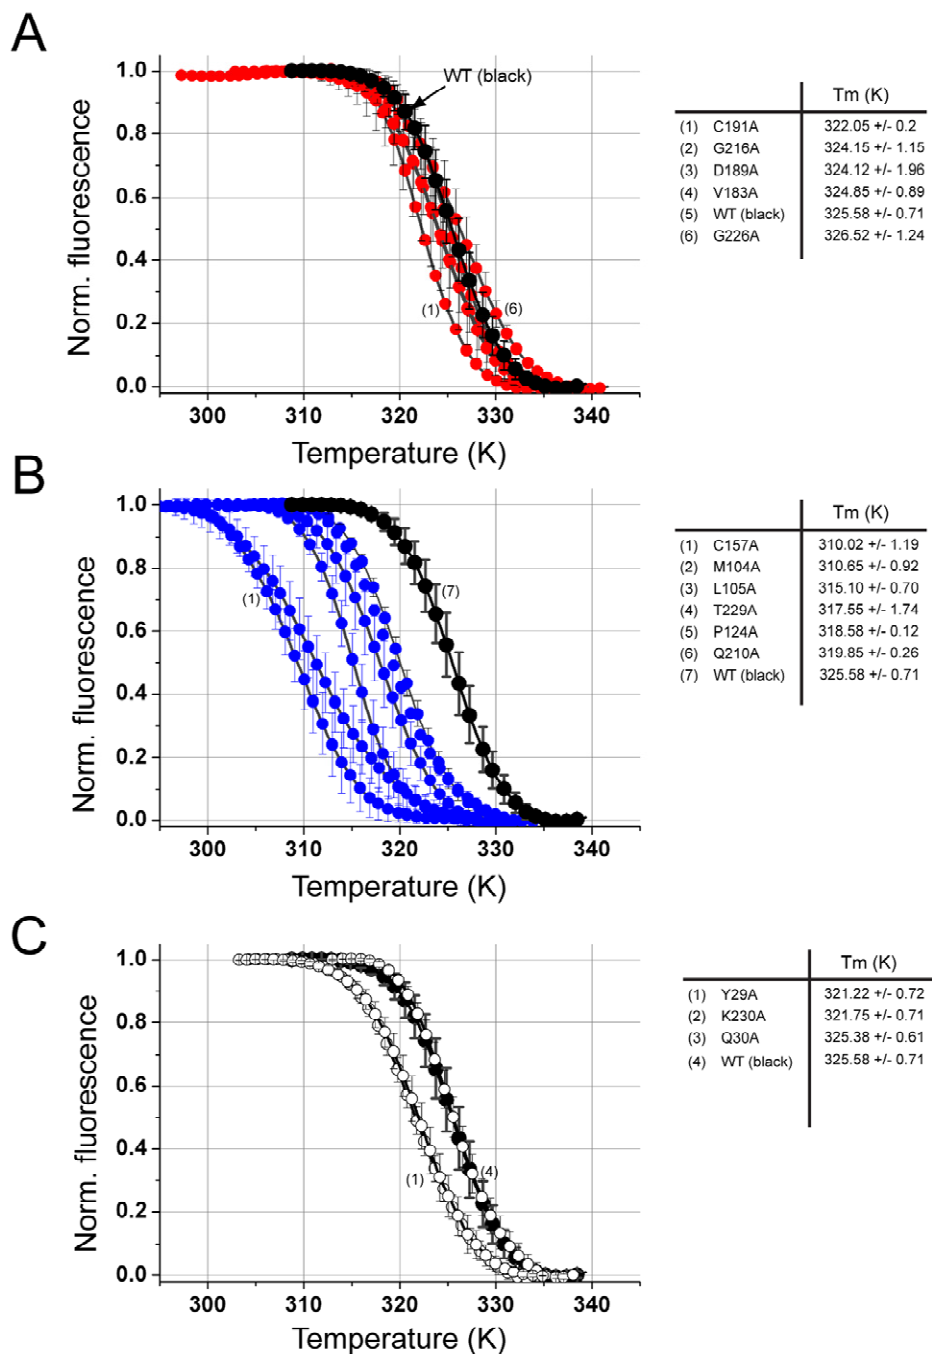 A
Norm. fluorescence
1.0
0.8
0.6
0.4
0.2
0.0
WT (black)
(1)
(6)
300 310 320 330 340
Temperature (K)
Tm (K)
(1) C191A 322.05 +/- 0.2
(2) G216A 324.15 +/- 1.15
(3) D189A 324.12 +/- 1.96
(4) V183A 324.85 +/- 0.89
(5) WT (black) 325.58 +/- 0.71
(6) G226A 326.52 +/- 1.24
B
Norm. fluorescence
1.0
0.8
0.6
0.4
0.2
0.0
(1)
(7)
300 310 320 330 340
Temperature (K)
Tm (K)
(1) C157A 310.02 +/- 1.19
(2) M104A 310.65 +/- 0.92
(3) L105A 315.10 +/- 0.70
(4) T229A 317.55 +/- 1.74
(5) P124A 318.58 +/- 0.12
(6) Q210A 319.85 +/- 0.26
(7) WT (black) 325.58 +/- 0.71
C
Norm. fluorescence
1.0
0.8
0.6
0.4
0.2
0.0
(1)
(4)
300 310 320 330 340
Temperature (K)
Tm (K)
(1) Y29A 321.22 +/- 0.72
(2) K230A 321.75 +/- 0.71
(3) Q30A 325.38 +/- 0.61
(4) WT (black) 325.58 +/- 0.71